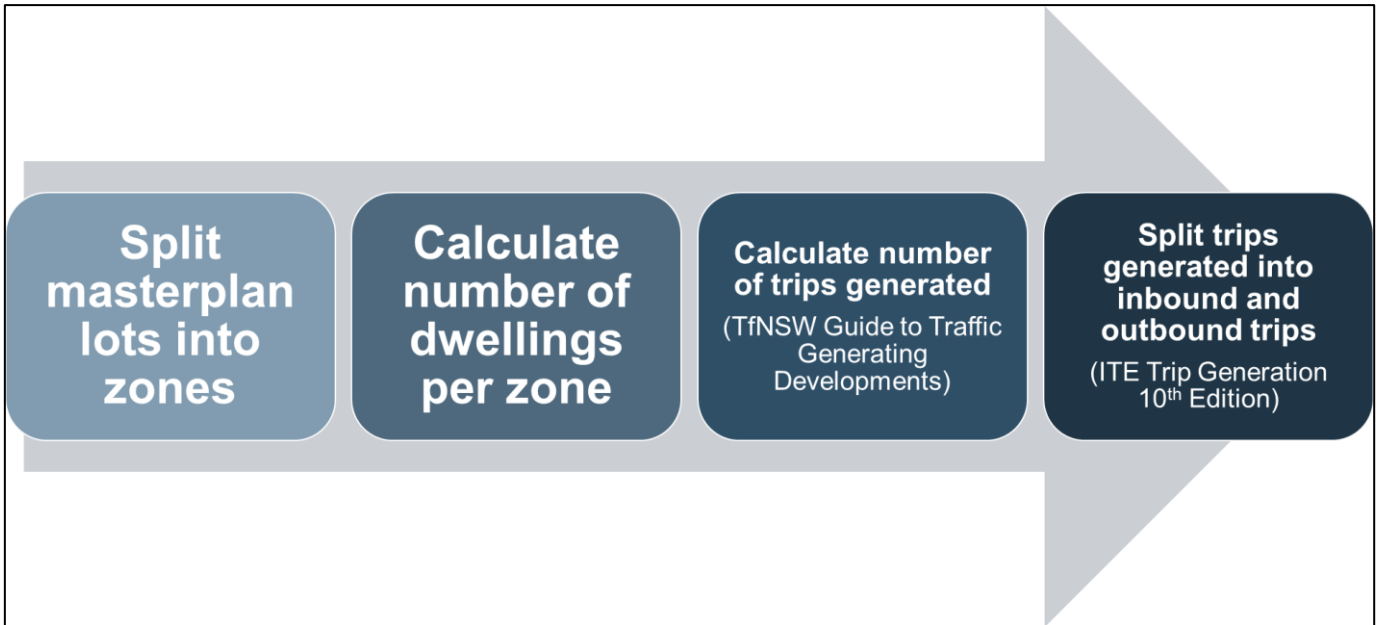 Split
masterplan
lots into
zones
Calculate
number of
dwellings
per zone
Calculate number
of trips generated
(TfNSW Guide to Traffic
Generating
Developments)
Split trips
generated into
inbound and
outbound trips
(ITE Trip Generation
10th Edition)